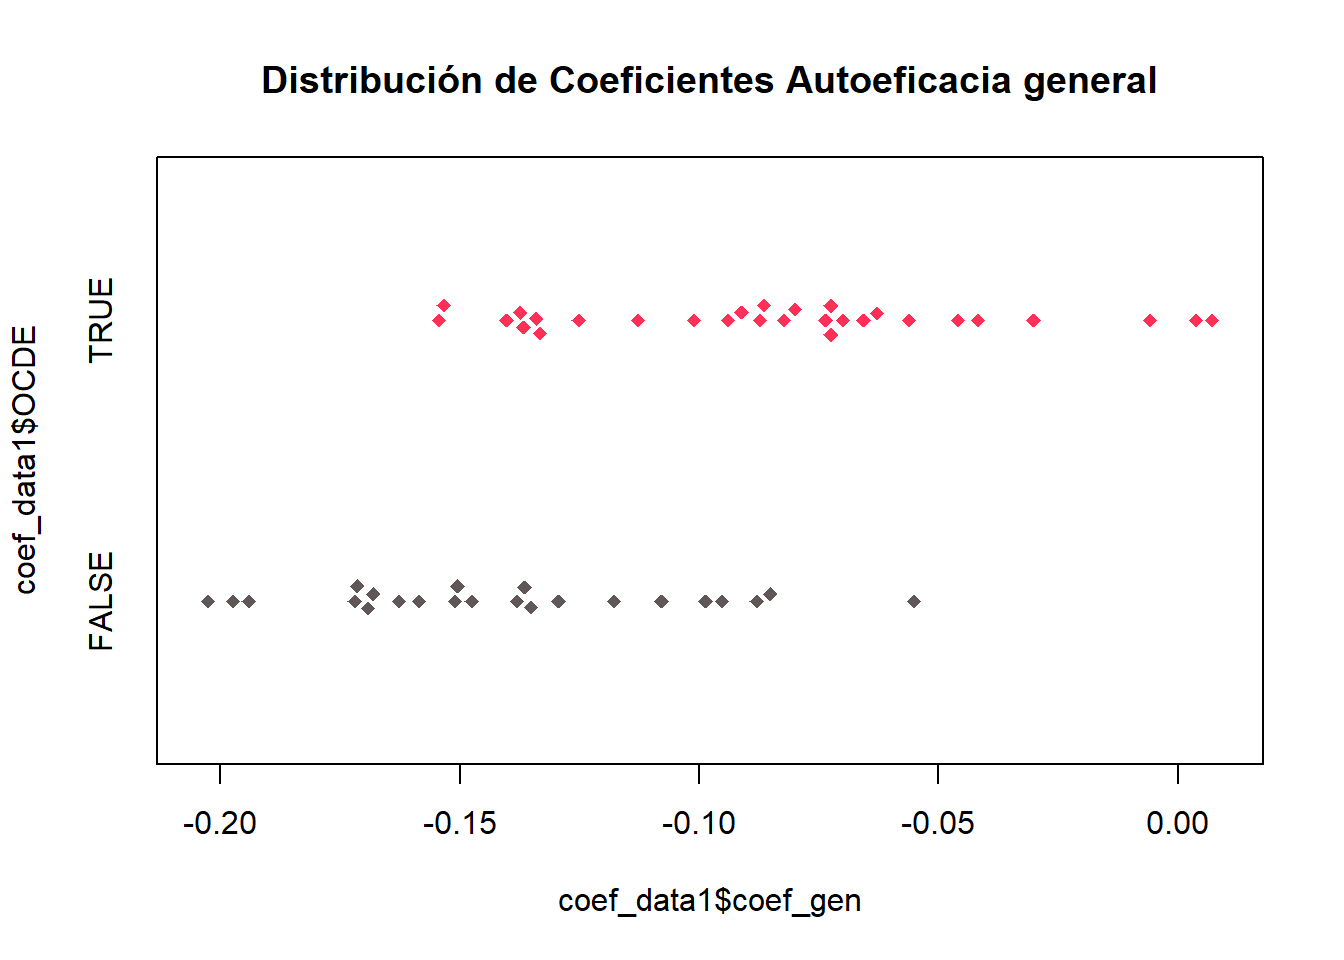 Distribución de Coeficientes Autoeficacia general
coef_data1$OCDE
TRUE
FALSE
-0.20
-0.15
-0.10
-0.05
0.00
coef_data1$coef_gen